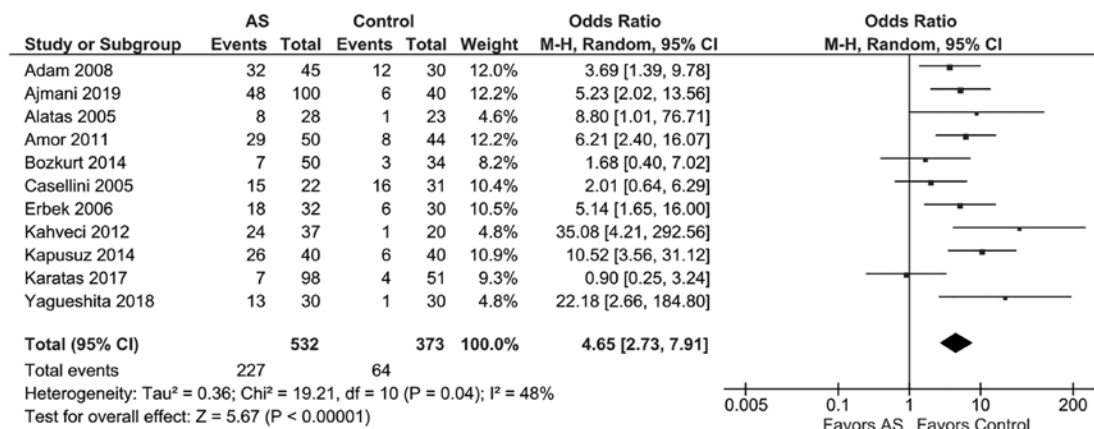 AS Control Odds Ratio Odds Ratio
Study or Subgroup Events Total Events Total Weight M-H, Random, 95% CI M-H, Random, 95% CI
Adam 2008 32 45 12 30 12.0% 3.69 [1.39, 9.78]
Ajmani 2019 48 100 6 40 12.2% 5.23 [2.02, 13.56]
Alatas 2005 8 28 1 23 4.6% 8.80 [1.01, 76.71]
Amor 2011 29 50 8 44 12.2% 6.21 [2.40, 16.07]
Bozkurt 2014 7 50 3 34 8.2% 1.68 [0.40, 7.02]
Casellini 2005 15 22 16 31 10.4% 2.01 [0.64, 6.29]
Erbek 2006 18 32 6 30 10.5% 5.14 [1.65, 16.00]
Kahveci 2012 24 37 1 20 4.8% 35.08 [4.21, 292.56]
Kapusuz 2014 26 40 6 40 10.9% 10.52 [3.56, 31.12]
Karatas 2017 7 98 4 51 9.3% 0.90 [0.25, 3.24]
Yagueshita 2018 13 30 1 30 4.8% 22.18 [2.66, 184.80]
Total (95% CI) 532 373 100.0% 4.65 [2.73, 7.91]
Total events 227 64
Heterogeneity: Tau² = 0.36; Chi² = 19.21, df = 10 (P = 0.04); I² = 48%
Test for overall effect: Z = 5.67 (P < 0.00001)
0.005 0.1 1 10 200
Favors AS Favors Control